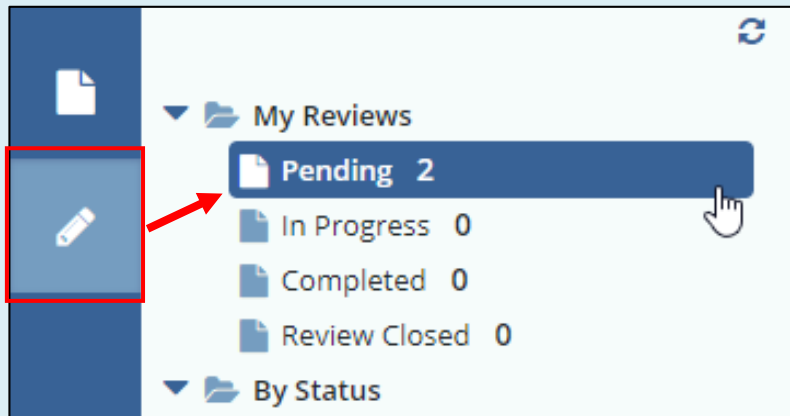 My Reviews
Pending 2
In Progress 0
Completed 0
Review Closed 0
By Status